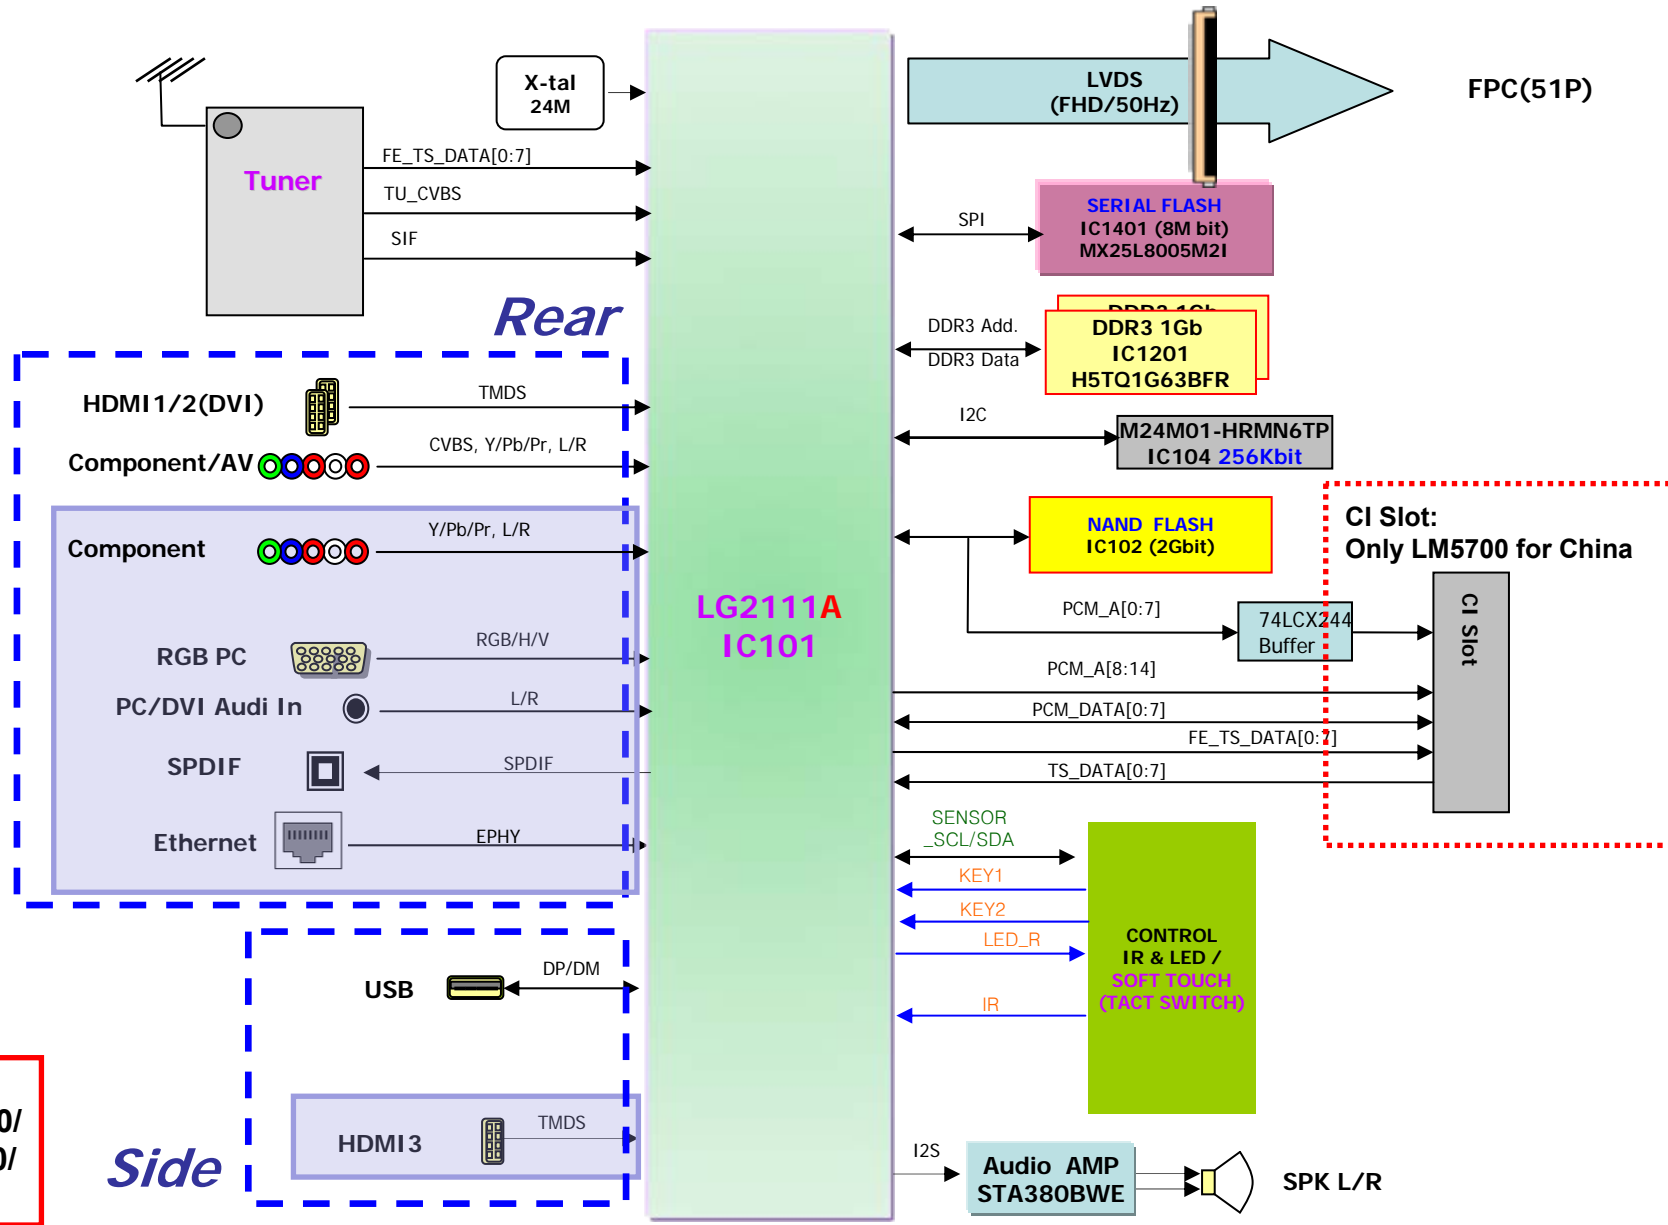 X-tal
24M
LVDS
(FHD/50Hz)
FPC(51P)
Tuner
FE_TS_DATA[0:7]
TU_CVBS
SIF
SPI
SERIAL FLASH
IC1401 (8M bit)
MX25L8005M2I
Rear
DDR3 Add.
DDR3 Data
DDR3 1Gb
DDR3 1Gb
IC1201
H5TQ1G63BFR
HDMI1/2(DVI)
TMDS
I2C
M24M01-HRMN6TP
IC104 256Kbit
Component/AV
CVBS, Y/Pb/Pr, L/R
Component
Y/Pb/Pr, L/R
NAND FLASH
IC102 (2Gbit)
CI Slot:
Only LM5700 for China
LG2111A
IC101
PCM_A[0:7]
74LCX244
Buffer
CI Slot
RGB PC
RGB/H/V
PCM_A[8:14]
PC/DVI Audi In
L/R
PCM_DATA[0:7]
FE_TS_DATA[0:7]
SPDIF
SPDIF
TS_DATA[0:7]
Ethernet
EPHY
SENSOR
_SCL/SDA
KEY1
KEY2
LED_R
IR
CONTROL
IR & LED /
SOFT TOUCH
(TACT SWITCH)
USB
DP/DM
HDMI3
TMDS
Side
0/
0/
I2S
Audio AMP
STA380BWE
SPK L/R